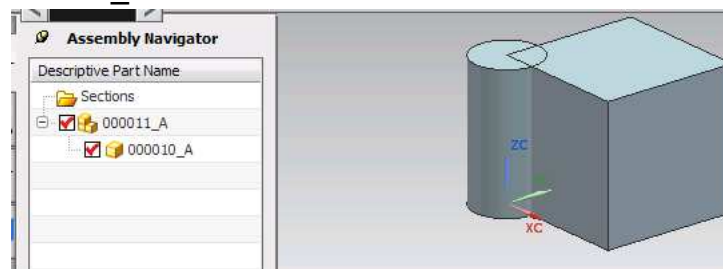 Assembly Navigator
Descriptive Part Name
Sections
000011_A
000010_A
ZC
XC